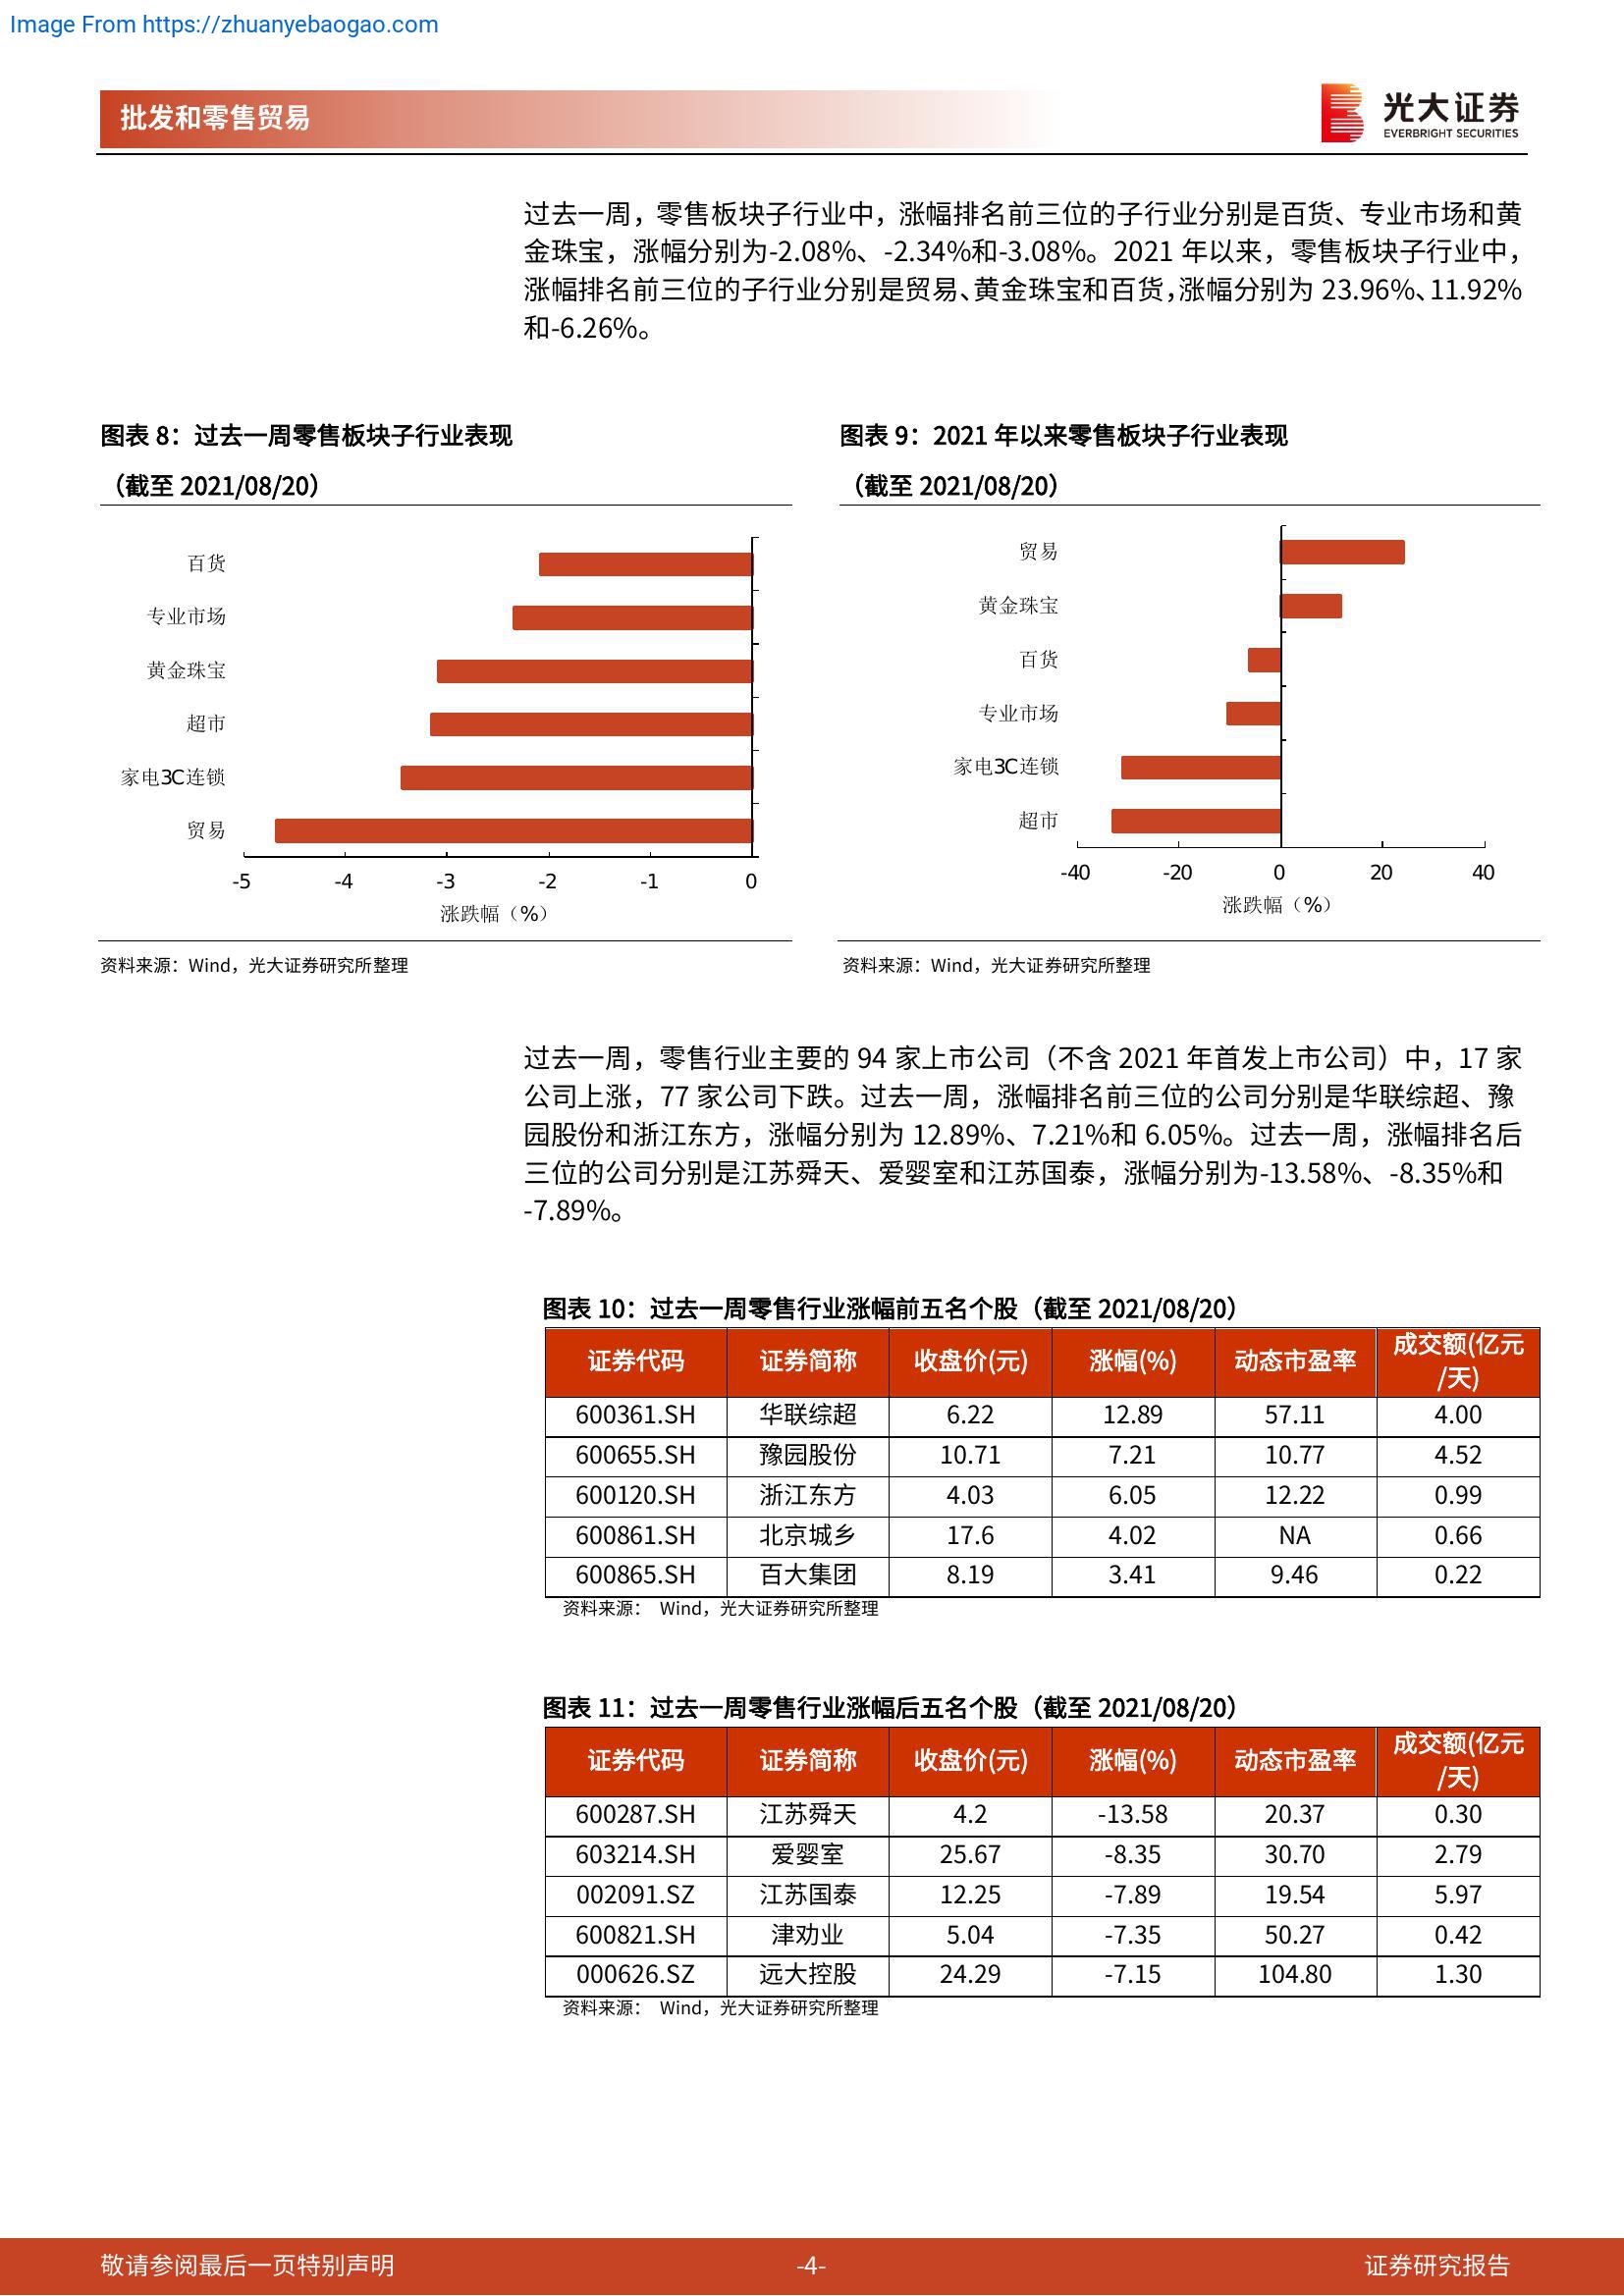 Image From https://zhuanyebaogao.com
批发和零售贸易
光大证券
EVERBRIGHT SECURITIES
过去一周，零售板块子行业中，涨幅排名前三位的子行业分别是百货、专业市场和黄
金珠宝，涨幅分别为-2.08%、-2.34%和-3.08%。2021 年以来，零售板块子行业中，
涨幅排名前三位的子行业分别是贸易、黄金珠宝和百货，涨幅分别为 23.96%、11.92%
和-6.26%。
图表 8：过去一周零售板块子行业表现
（截至 2021/08/20）
百货
专业市场
黄金珠宝
超市
家电3C连锁
贸易
-5 -4 -3 -2 -1 0
涨跌幅（%）
资料来源：Wind，光大证券研究所整理
图表 9：2021 年以来零售板块子行业表现
（截至 2021/08/20）
贸易
黄金珠宝
百货
专业市场
家电3C连锁
超市
-40 -20 0 20 40
涨跌幅（%）
资料来源：Wind，光大证券研究所整理
过去一周，零售行业主要的 94 家上市公司（不含 2021 年首发上市公司）中，17 家
公司上涨，77 家公司下跌。过去一周，涨幅排名前三位的公司分别是华联综超、豫
园股份和浙江东方，涨幅分别为 12.89%、7.21%和 6.05%。过去一周，涨幅排名后
三位的公司分别是江苏舜天、爱婴室和江苏国泰，涨幅分别为-13.58%、-8.35%和
-7.89%。
图表 10：过去一周零售行业涨幅前五名个股（截至 2021/08/20）
证券代码 证券简称 收盘价(元) 涨幅(%) 动态市盈率 成交额(亿元
/天)
600361.SH 华联综超 6.22 12.89 57.11 4.00
600655.SH 豫园股份 10.71 7.21 10.77 4.52
600120.SH 浙江东方 4.03 6.05 12.22 0.99
600861.SH 北京城乡 17.6 4.02 NA 0.66
600865.SH 百大集团 8.19 3.41 9.46 0.22
资料来源： Wind，光大证券研究所整理
图表 11：过去一周零售行业涨幅后五名个股（截至 2021/08/20）
证券代码 证券简称 收盘价(元) 涨幅(%) 动态市盈率 成交额(亿元
/天)
600287.SH 江苏舜天 4.2 -13.58 20.37 0.30
603214.SH 爱婴室 25.67 -8.35 30.70 2.79
002091.SZ 江苏国泰 12.25 -7.89 19.54 5.97
600821.SH 津劝业 5.04 -7.35 50.27 0.42
000626.SZ 远大控股 24.29 -7.15 104.80 1.30
资料来源： Wind，光大证券研究所整理
敬请参阅最后一页特别声明 -4- 证券研究报告